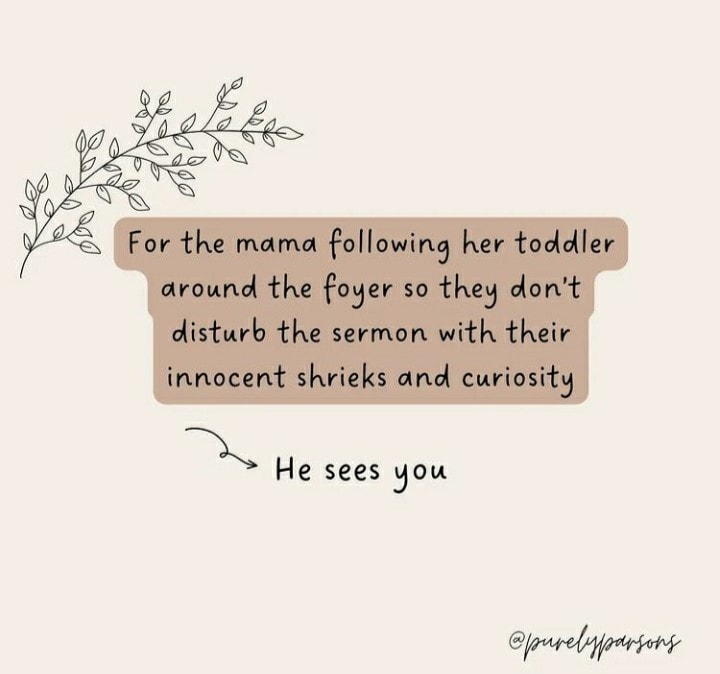 For the mama following her toddler
around the foyer so they don't
disturb the sermon with their
innocent shrieks and curiosity
He sees you
@purelyparsons